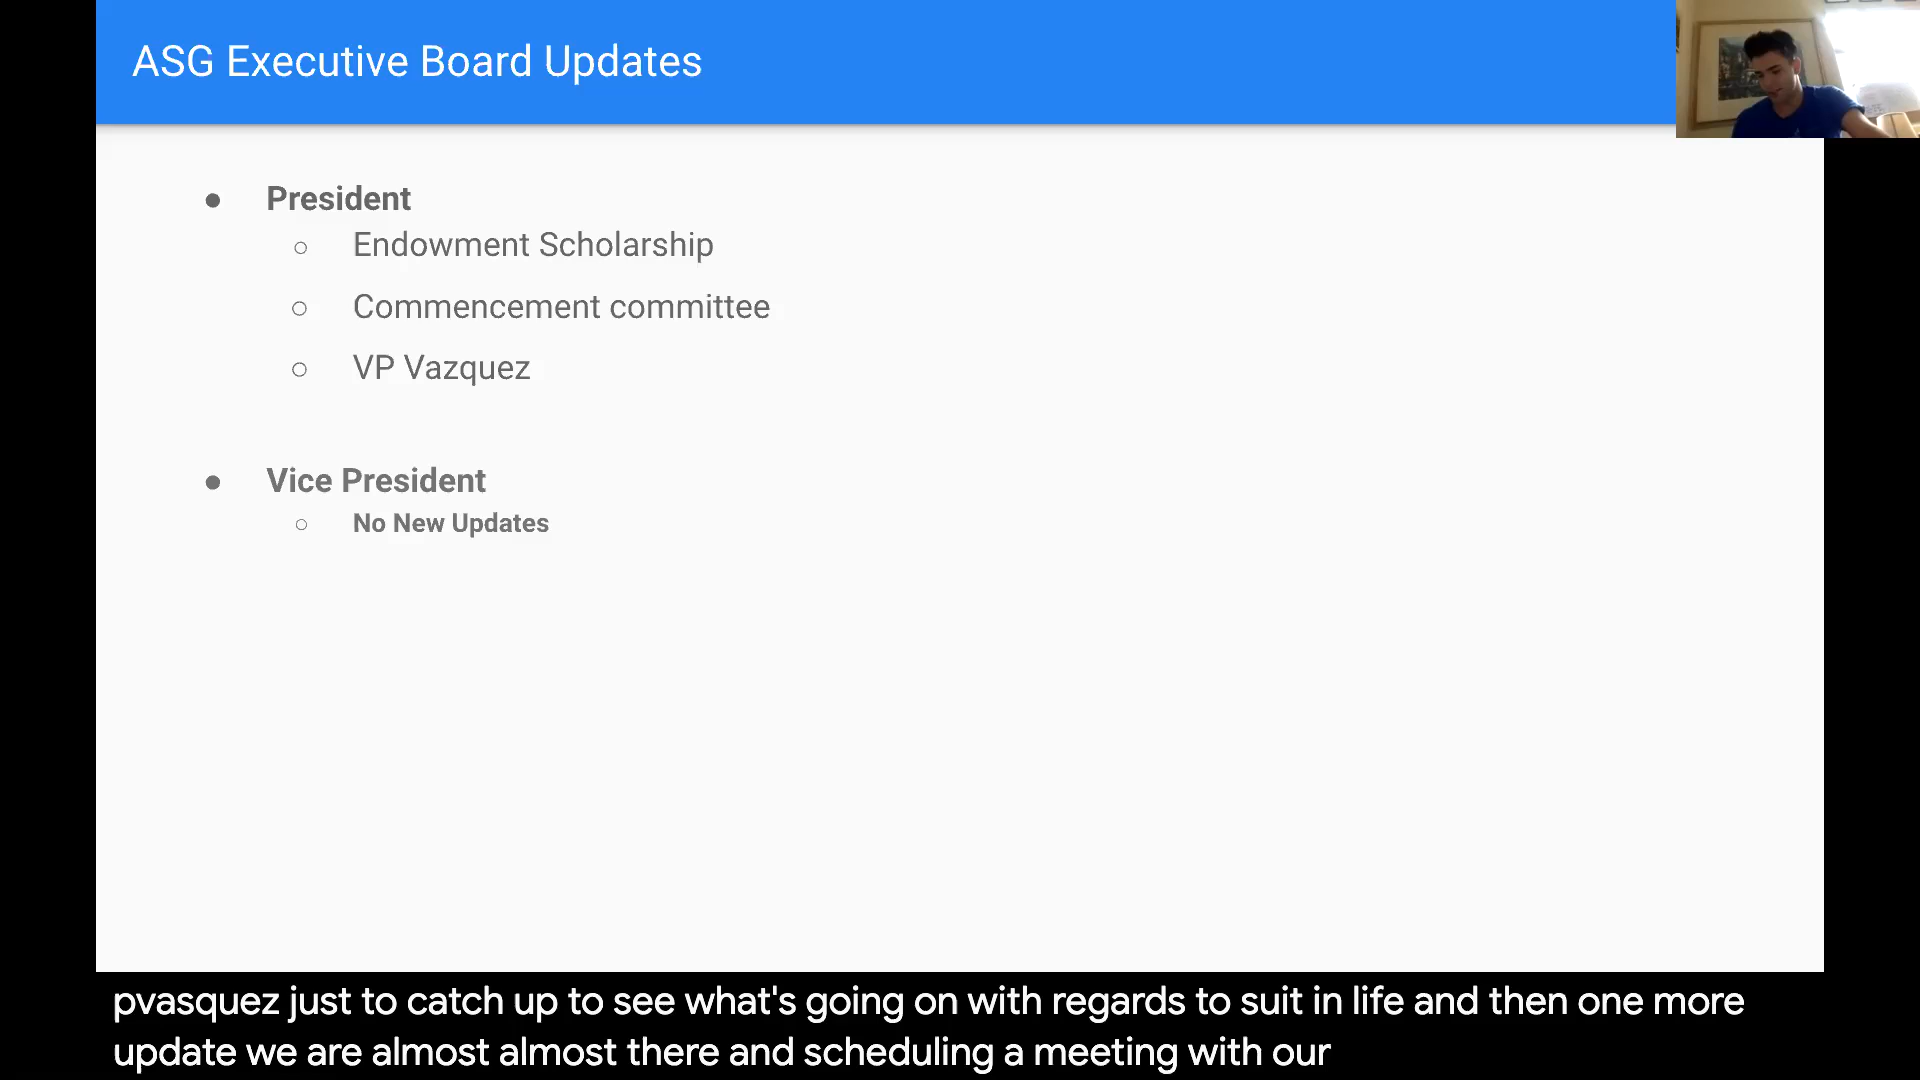 ASG Executive Board Updates
President
Endowment Scholarship
Commencement committee
VP Vazquez
Vice President
No New Updates
pvasquez just to catch up to see what's going on with regards to suit in life and then one more
update we are almost almost there and scheduling a meeting with our